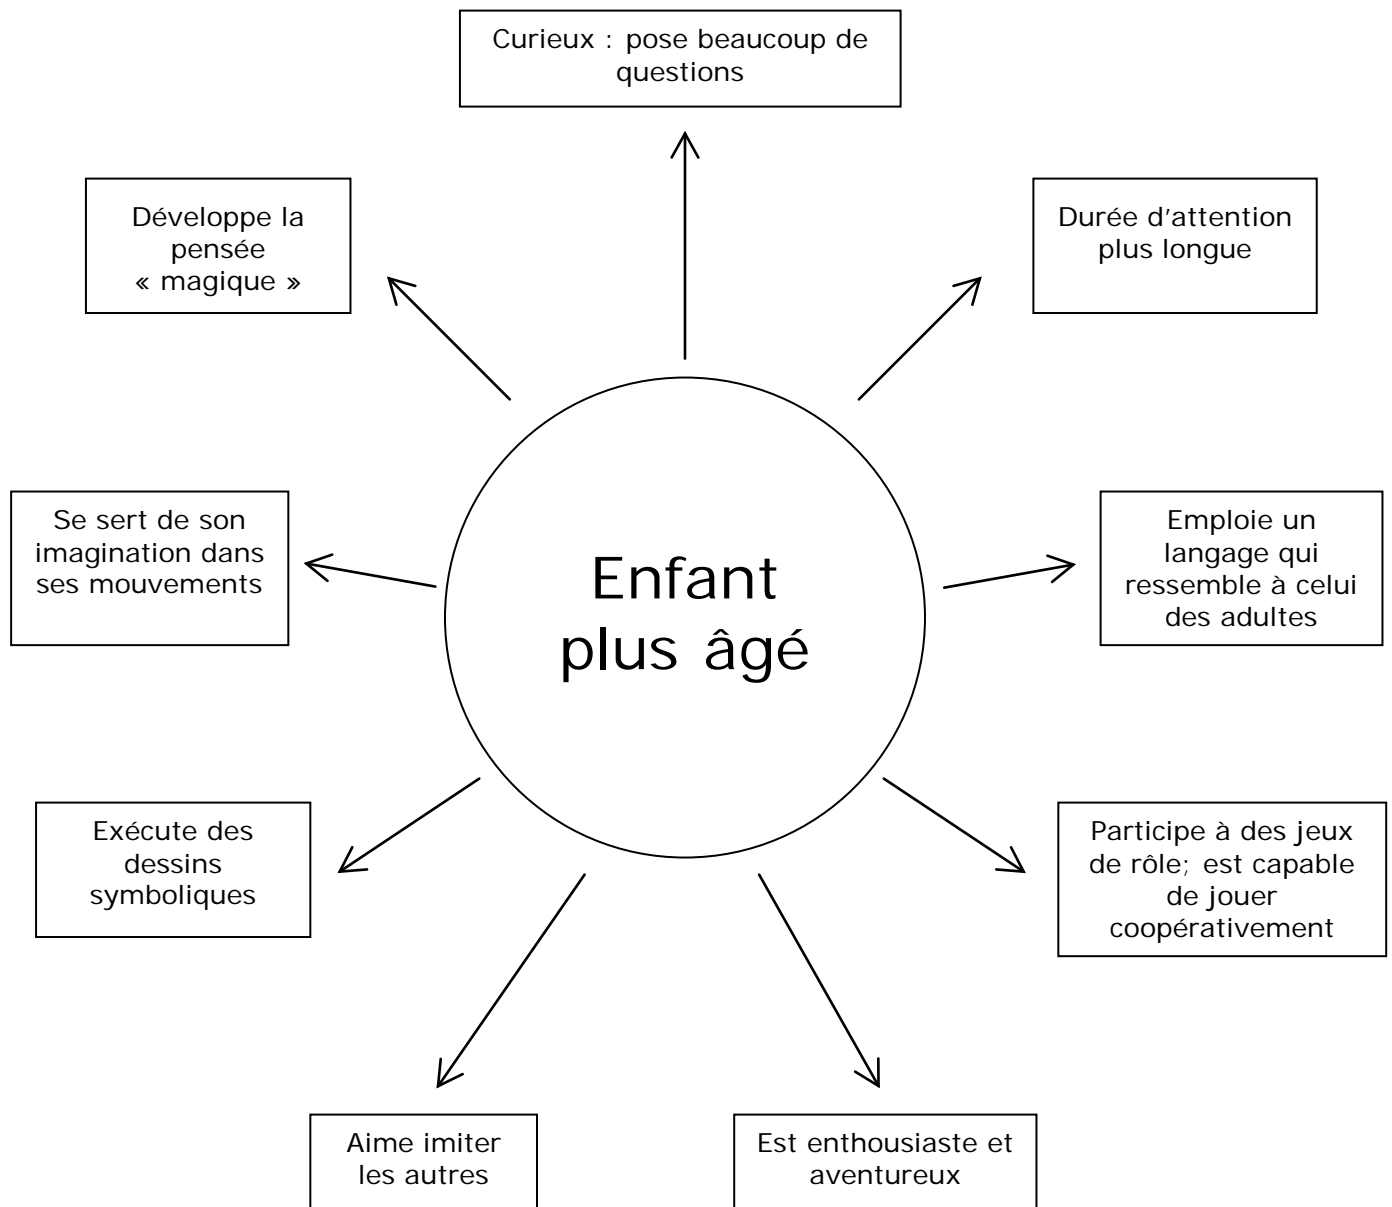 Curieux : pose beaucoup de
questions
Développe la
pensée
« magique »
Durée d'attention
plus longue
Se sert de son
imagination dans
ses mouvements
Enfant
plus âgé
Emploie un
langage qui
ressemble à celui
des adultes
Exécute des
dessins
symboliques
Participe à des jeux
de rôle; est capable
de jouer
coopérativement
Aime imiter
les autres
Est enthousiaste et
aventureux